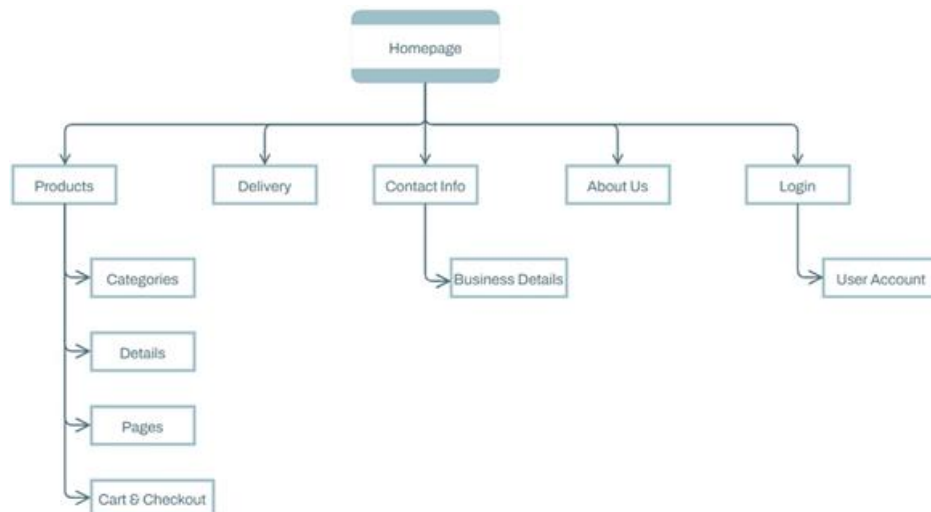 Homepage
Products
Delivery
Contact Info
About Us
Login
Categories
Business Details
User Account
Details
Pages
Cart & Checkout